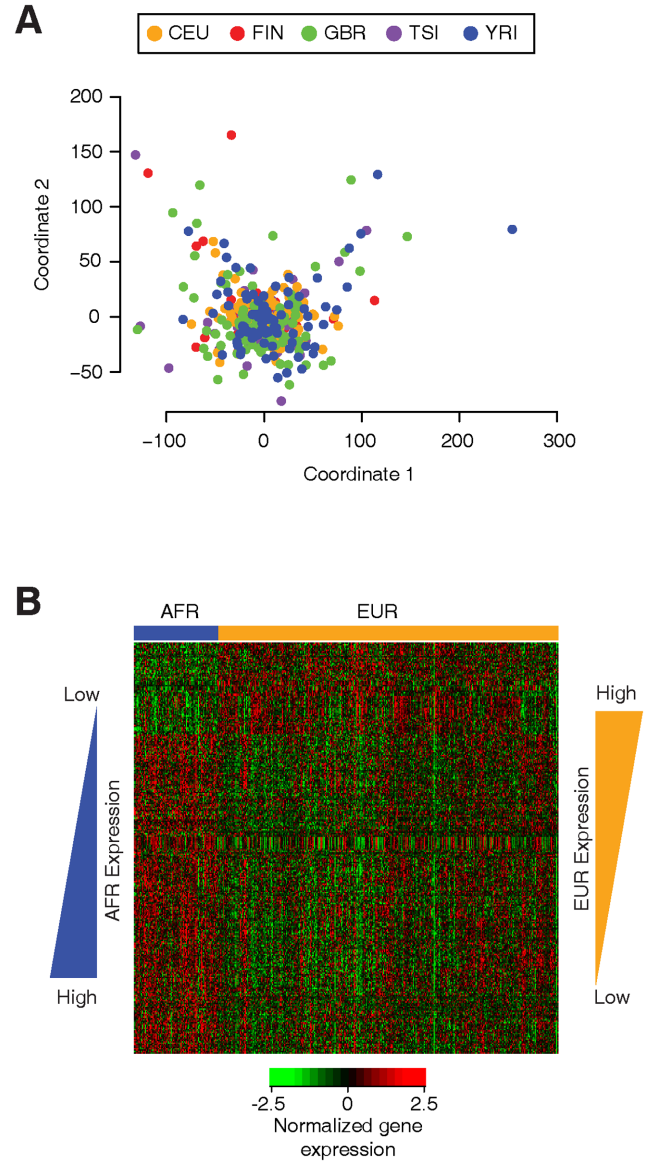 A
CEU FIN GBR TSI YRI
200
150
100
50
0
−50
Coordinate 2
−100 0 100 200 300
Coordinate 1
B
AFR EUR
Low
High
AFR Expression
EUR Expression
High
Low
-2.5 0 2.5
Normalized gene
expression